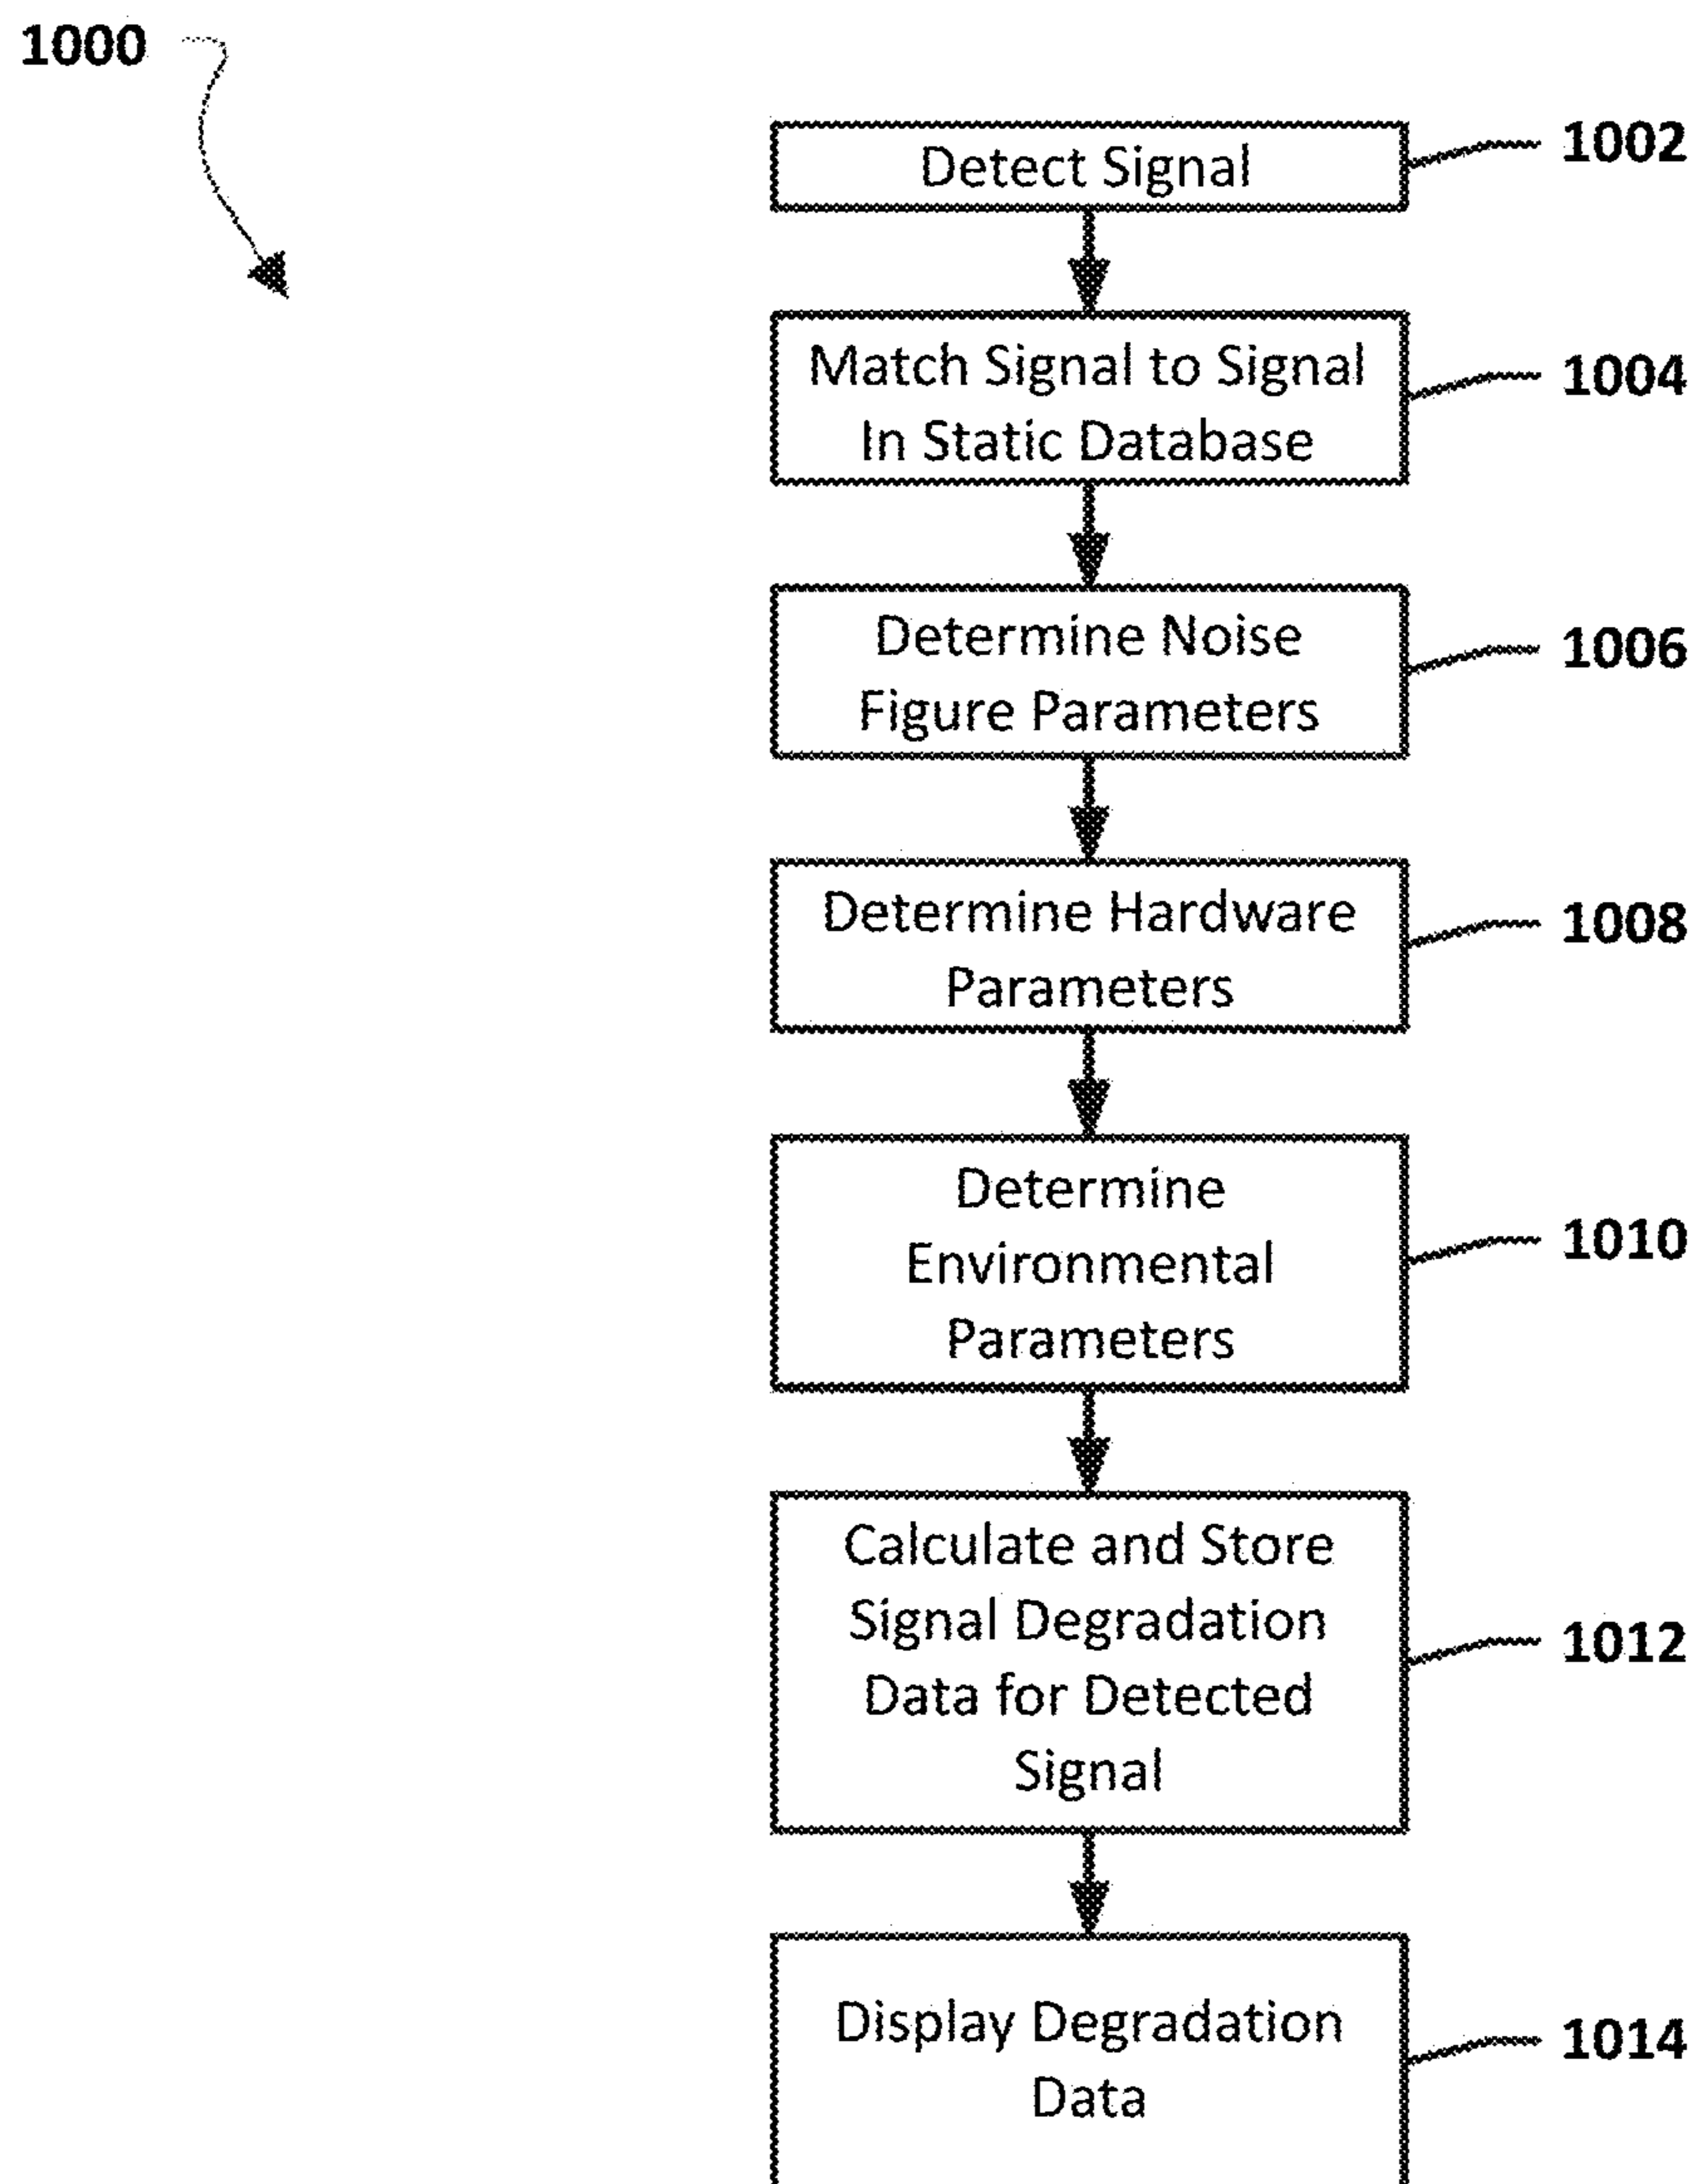 1000
Detect Signal
1002
Match Signal to Signal
In Static Database
1004
Determine Noise
Figure Parameters
1006
Determine Hardware
Parameters
1008
Determine
Environmental
Parameters
1010
Calculate and Store
Signal Degradation
Data for Detected
Signal
1012
Display Degradation
Data
1014